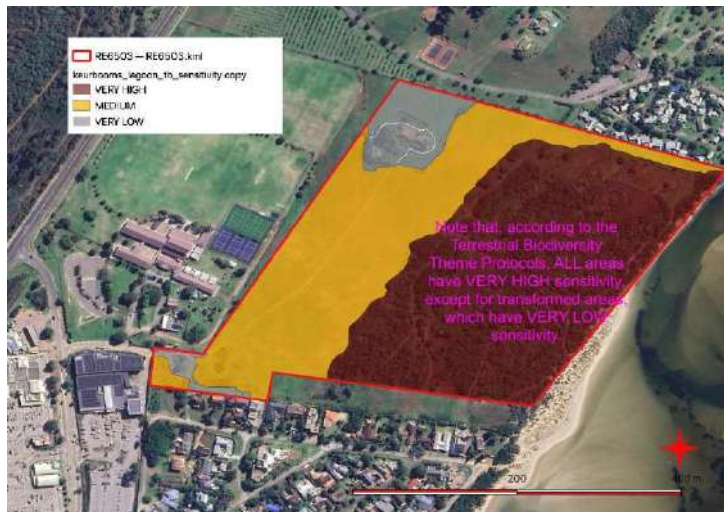 RE6503 — RE6503.kml
keurbooms_lagoon_tb_sensitivity copy
VERY HIGH
MEDIUM
VERY LOW
Note that, according to the
Terrestrial Biodiversity
Theme Protocols, ALL areas
have VERY HIGH sensitivity,
except for transformed areas,
which have VERY LOW
sensitivity.
200
400 m